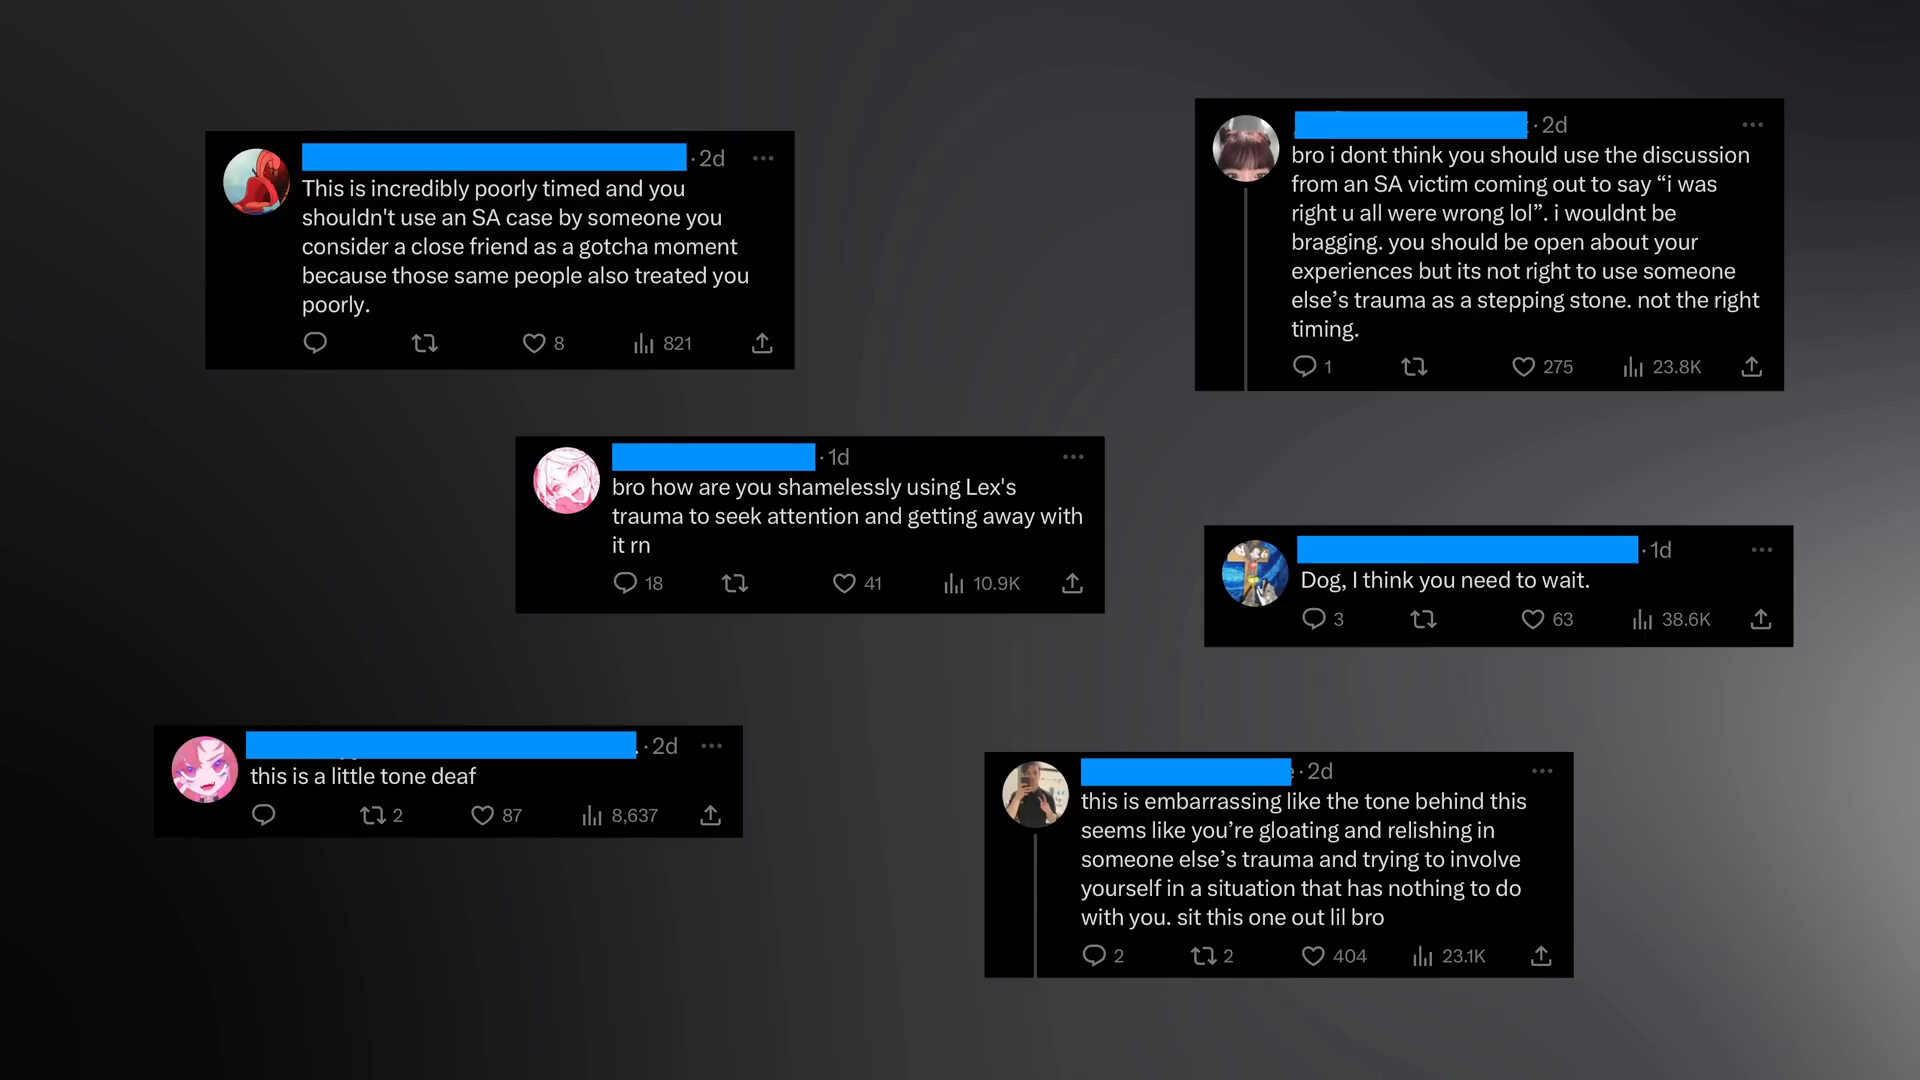 · 2d
This is incredibly poorly timed and you
shouldn't use an SA case by someone you
consider a close friend as a gotcha moment
because those same people also treated you
poorly.
8 821
· 2d
bro i dont think you should use the discussion
from an SA victim coming out to say “i was
right u all were wrong lol”. i wouldnt be
bragging. you should be open about your
experiences but its not right to use someone
else’s trauma as a stepping stone. not the right
timing.
1 275 23.8K
· 1d
bro how are you shamelessly using Lex's
trauma to seek attention and getting away with
it rn
18 41 10.9K
· 1d
Dog, I think you need to wait.
3 63 38.6K
· 2d
this is a little tone deaf
2 87 8,637
· 2d
this is embarrassing like the tone behind this
seems like you’re gloating and relishing in
someone else’s trauma and trying to involve
yourself in a situation that has nothing to do
with you. sit this one out lil bro
2 2 404 23.1K